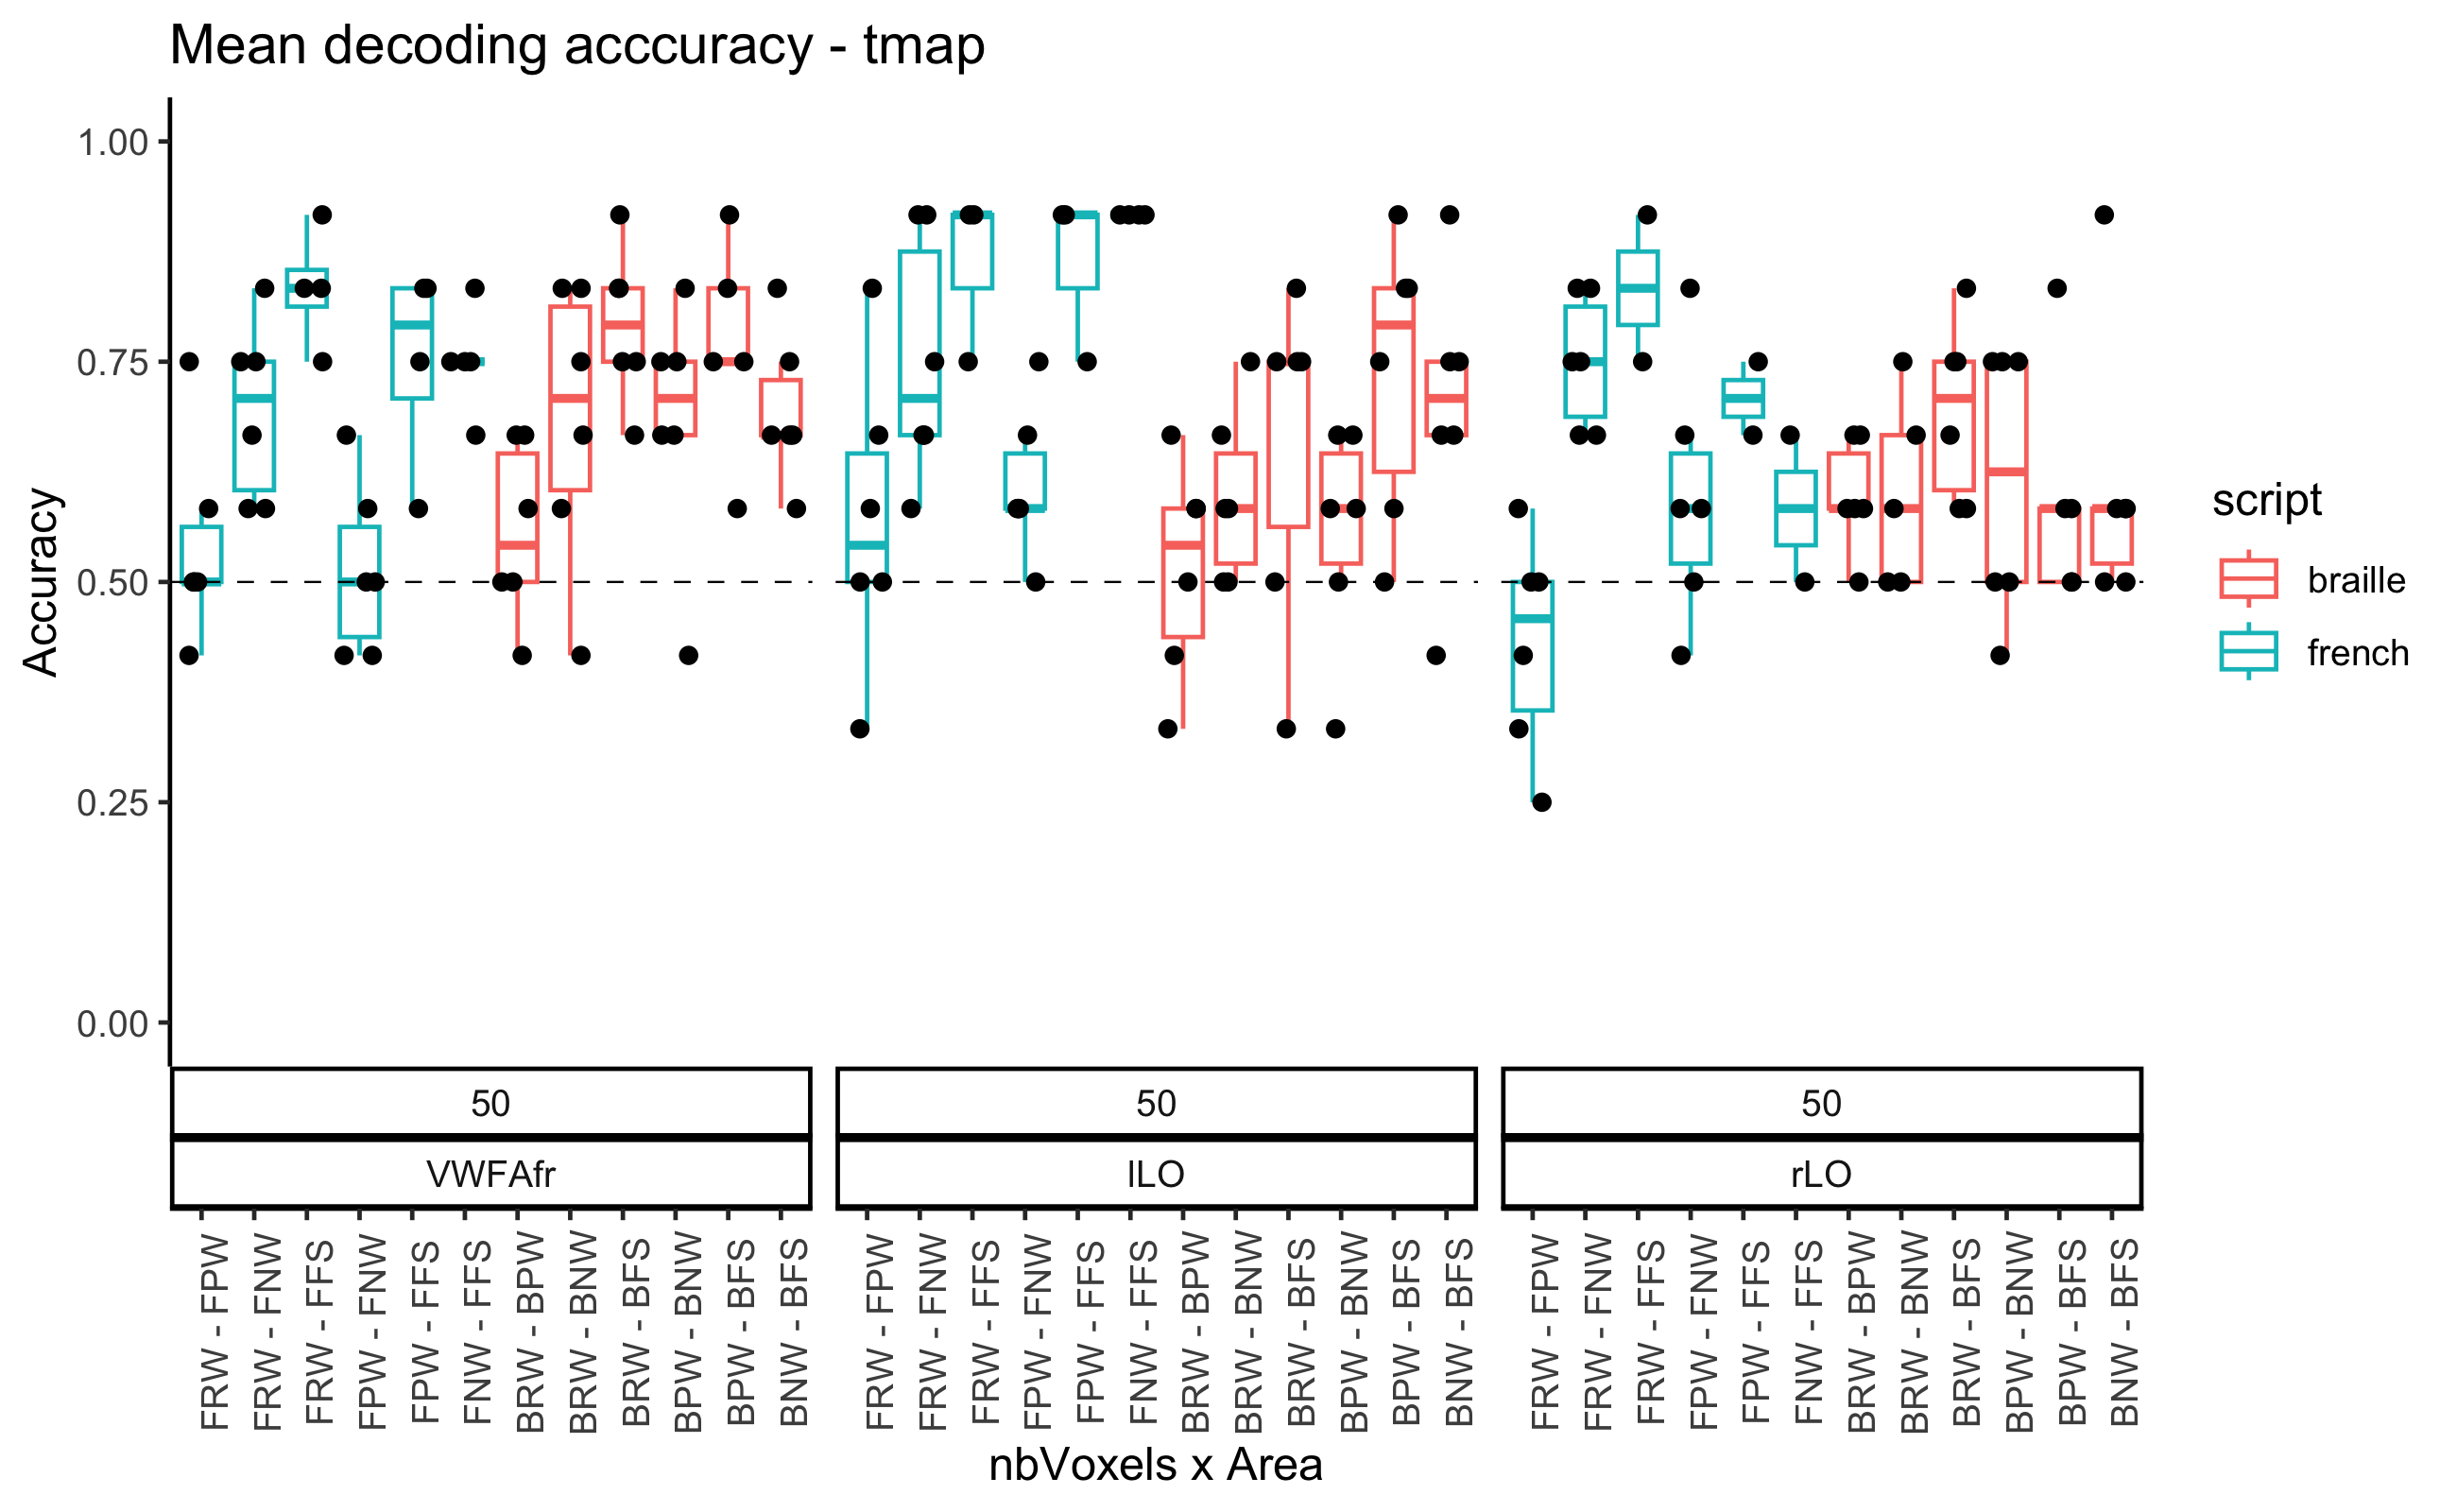 Mean decoding acccuracy - tmap
Accuracy
1.00
0.75
0.50
0.25
0.00
50
50
50
VWFAfr
lLO
rLO
FRW - FPW
FRW - FNW
FRW - FFS
FPW - FNW
FPW - FFS
FNW - FFS
BRW - BPW
BRW - BNW
BRW - BFS
BPW - BNW
BPW - BFS
BNW - BFS
FRW - FPW
FRW - FNW
FRW - FFS
FPW - FNW
FPW - FFS
FNW - FFS
BRW - BPW
BRW - BNW
BRW - BFS
BPW - BNW
BPW - BFS
BNW - BFS
FRW - FPW
FRW - FNW
FRW - FFS
FPW - FNW
FPW - FFS
FNW - FFS
BRW - BPW
BRW - BNW
BRW - BFS
BPW - BNW
BPW - BFS
BNW - BFS
nbVoxels x Area
script
braille
french